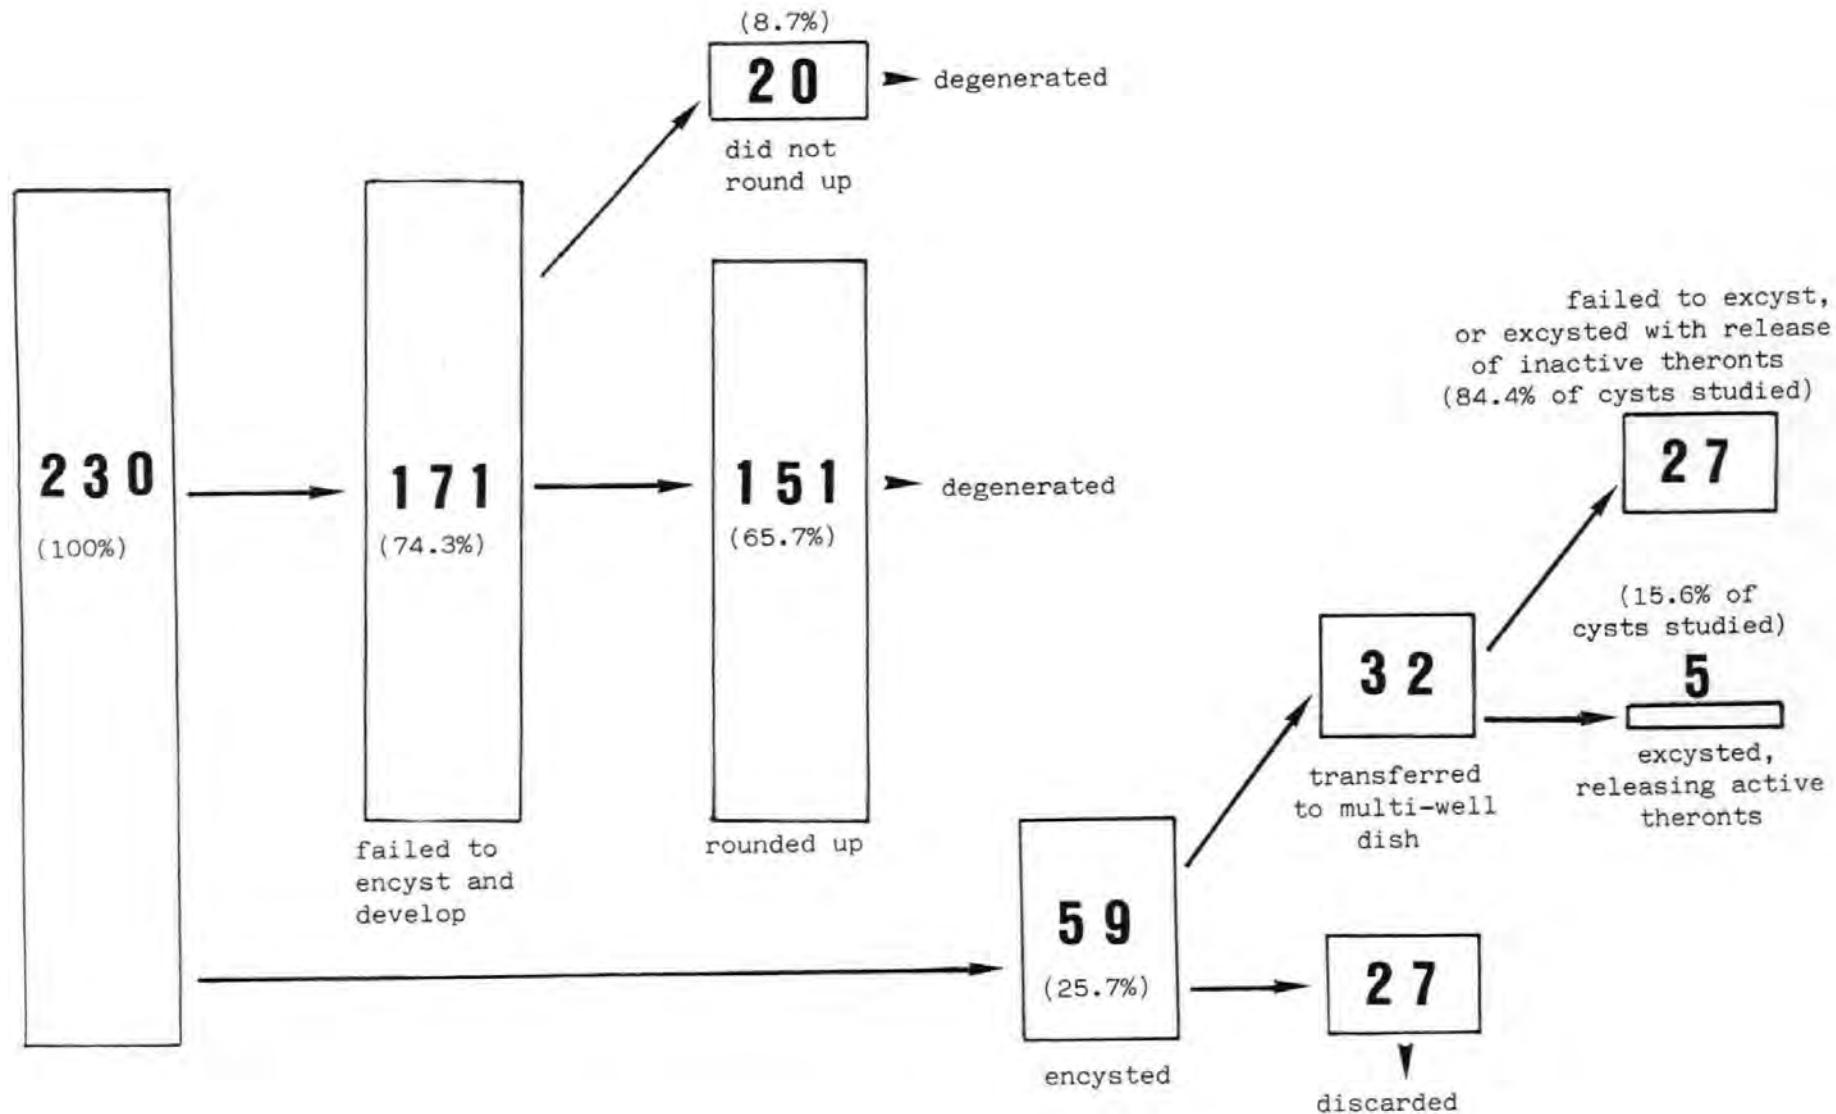 (8.7%)
20
degenerated
did not
round up
230
(100%)
171
(74.3%)
failed to
encyst and
develop
151
(65.7%)
degenerated
rounded up
59
(25.7%)
encysted
32
transferred
to multi-well
dish
27
discarded
failed to excyst,
or excysted with release
of inactive theronts
(84.4% of cysts studied)
27
(15.6% of
cysts studied)
5
excysted,
releasing active
theronts